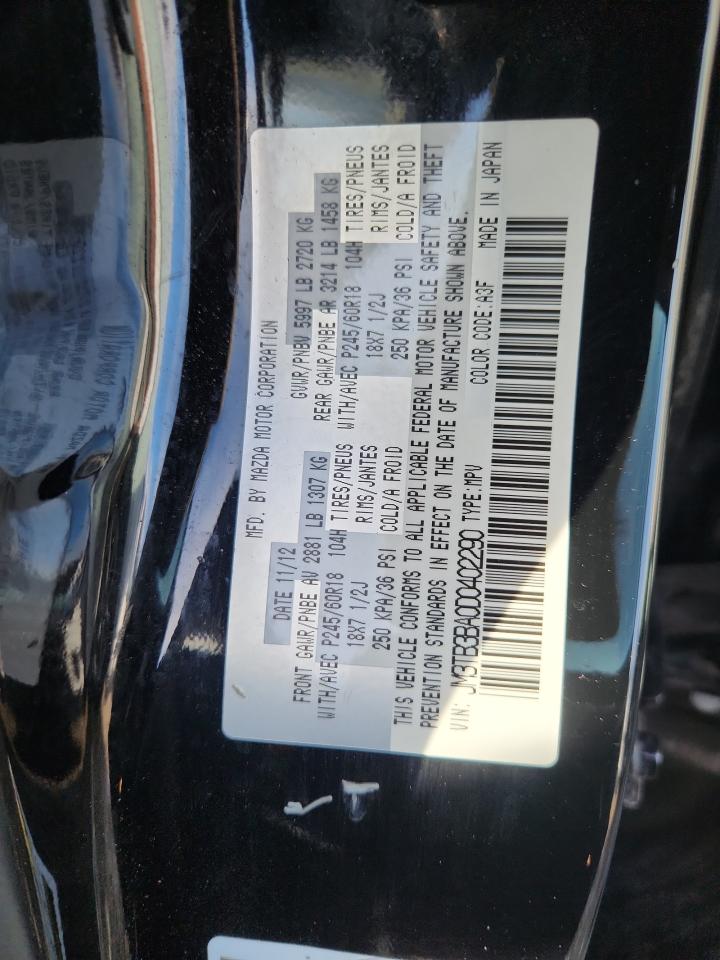 MFD. BY MAZDA MOTOR CORPORATION
DATE 11/12 GVWR/PNBV 5997 LB 2720 KG
FRONT GAWR/PNBE AV 2881 LB 1307 KG REAR GAWR/PNBE AR 3214 LB 1458 KG
WITH/AVEC P245/60R18 104H TIRES/PNEUS WITH/AVEC P245/60R18 104H TIRES/PNEUS
18X7 1/2J RIMS/JANTES 18X7 1/2J RIMS/JANTES
250 KPA/36 PSI COLD/A FROID 250 KPA/36 PSI COLD/A FROID
THIS VEHICLE CONFORMS TO ALL APPLICABLE FEDERAL MOTOR VEHICLE SAFETY AND THEFT
PREVENTION STANDARDS IN EFFECT ON THE DATE OF MANUFACTURE SHOWN ABOVE.
VIN: JM3TB3BA0D0402290 TYPE:MPV COLOR CODE:A3F MADE IN JAPAN